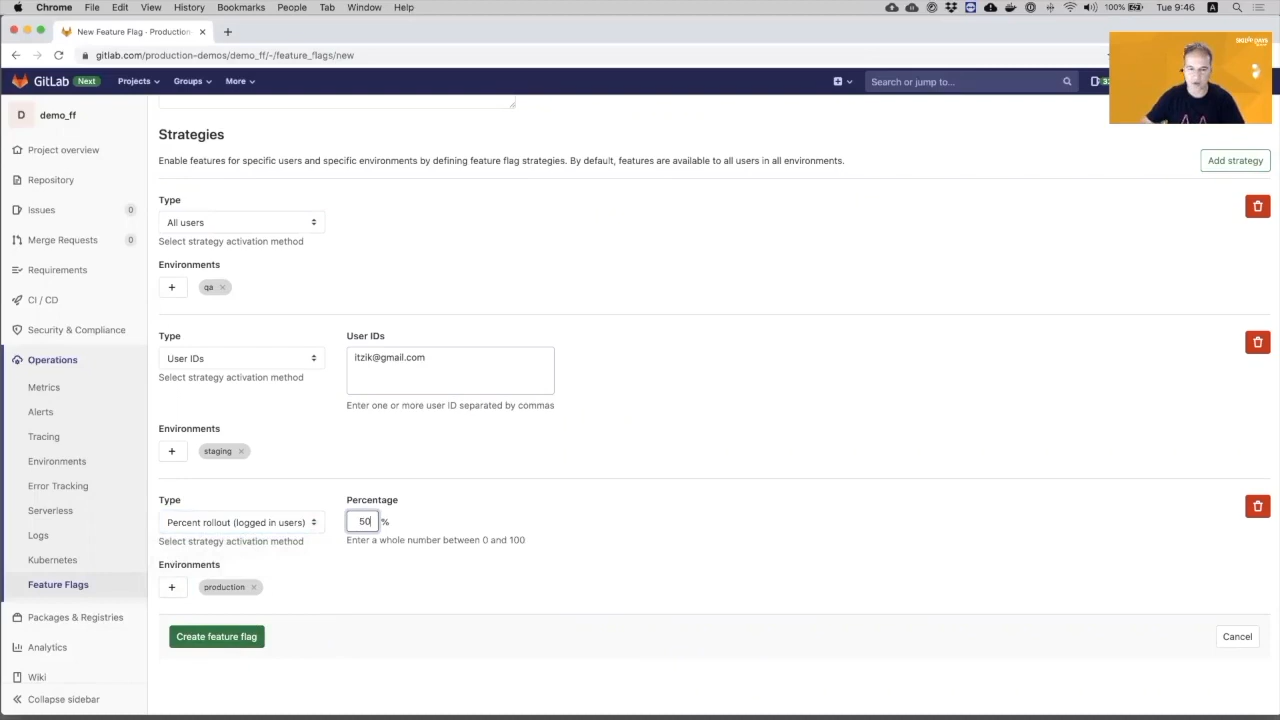 Chrome File Edit View History Bookmarks People Tab Window Help 100% Tue 9:46 A
New Feature Flag · Production
gitlab.com/production-demos/demo_ff/-/feature_flags/new
GitLab Next Projects Groups More Search or jump to...
D demo_ff
Project overview
Repository
Issues 0
Merge Requests 0
Requirements
CI / CD
Security & Compliance
Operations
Metrics
Alerts
Tracing
Environments
Error Tracking
Serverless
Logs
Kubernetes
Feature Flags
Packages & Registries
Analytics
Wiki
Collapse sidebar
Strategies
Enable features for specific users and specific environments by defining feature flag strategies. By default, features are available to all users in all environments.
Add strategy
Type
All users
Select strategy activation method
Environments
+ qa ×
Type User IDs
User IDs itzik@gmail.com
Select strategy activation method
Enter one or more user ID separated by commas
Environments
+ staging ×
Type Percentage
Percent rollout (logged in users) 50 %
Select strategy activation method Enter a whole number between 0 and 100
Environments
+ production ×
Create feature flag Cancel